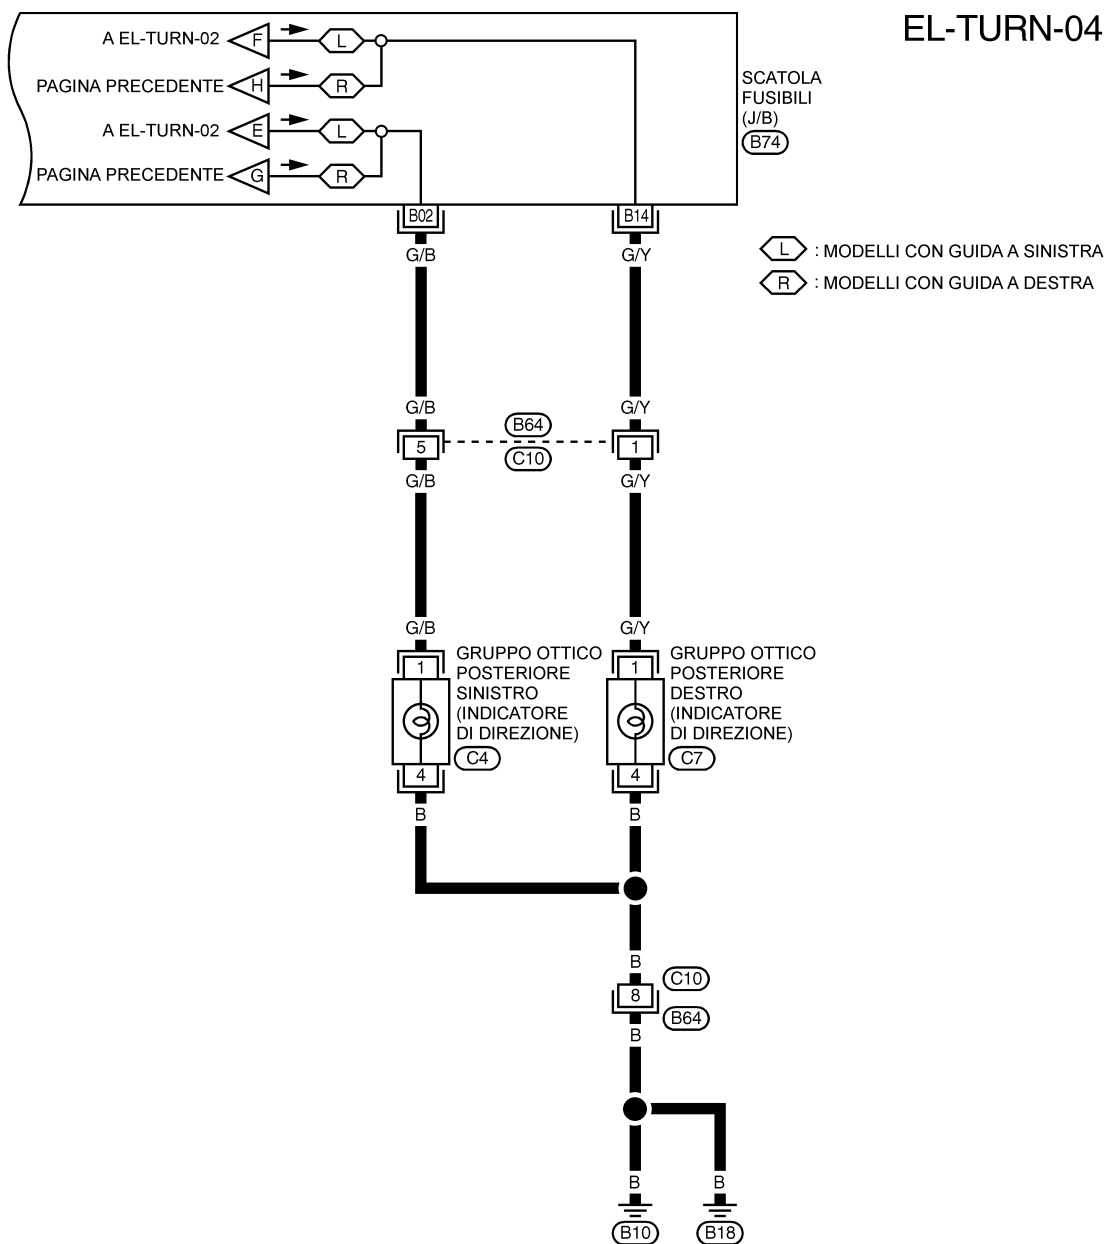 EL-TURN-04
A EL-TURN-02 F L
PAGINA PRECEDENTE H R
A EL-TURN-02 E L
PAGINA PRECEDENTE G R
SCATOLA
FUSIBILI
(J/B)
B74
B02 B14
G/B G/Y
L : MODELLI CON GUIDA A SINISTRA
R : MODELLI CON GUIDA A DESTRA
G/B G/Y
B64
5 1
C10
G/B G/Y
G/B G/Y
1
GRUPPO OTTICO
POSTERIORE
SINISTRO
(INDICATORE
DI DIREZIONE)
C4
4
1
GRUPPO OTTICO
POSTERIORE
DESTRO
(INDICATORE
DI DIREZIONE)
C7
4
B B
B
C10
8
B64
B
B B
B10 B18